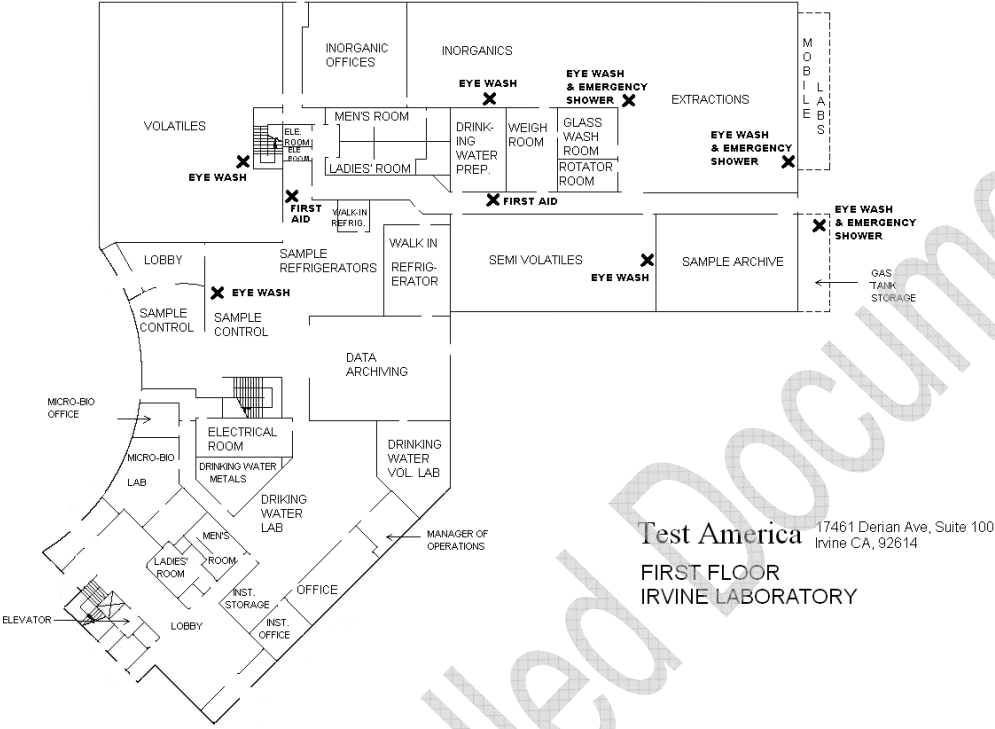 INORGANIC
OFFICES
INORGANICS
MOBILE
LABS
EYE WASH
EYE WASH
& EMERGENCY
SHOWER
EXTRACTIONS
VOLATILES
MEN'S ROOM
ELE.
ROOM
ELE
ROOM
LADIES' ROOM
DRINK-
ING
WATER
PREP.
WEIGH
ROOM
GLASS
WASH
ROOM
ROTATOR
ROOM
EYE WASH
& EMERGENCY
SHOWER
EYE WASH
FIRST
AID
FIRST AID
WALK-IN
REFRIG.
EYE WASH
& EMERGENCY
SHOWER
LOBBY
SAMPLE
REFRIGERATORS
WALK IN
REFRIG-
ERATOR
SEMI VOLATILES
EYE WASH
SAMPLE ARCHIVE
GAS
TANK
STORAGE
EYE WASH
SAMPLE
CONTROL
SAMPLE
CONTROL
DATA
ARCHIVING
MICRO-BIO
OFFICE
ELECTRICAL
ROOM
DRINKING
WATER
VOL. LAB
MICRO-BIO
LAB
DRINKING WATER
METALS
DRIKING
WATER
LAB
MEN'S
ROOM
LADIES'
ROOM
MANAGER OF
OPERATIONS
INST.
STORAGE
OFFICE
INST.
OFFICE
ELEVATOR
LOBBY
Test America 17461 Derian Ave, Suite 100
Irvine CA, 92614
FIRST FLOOR
IRVINE LABORATORY
lled Docume